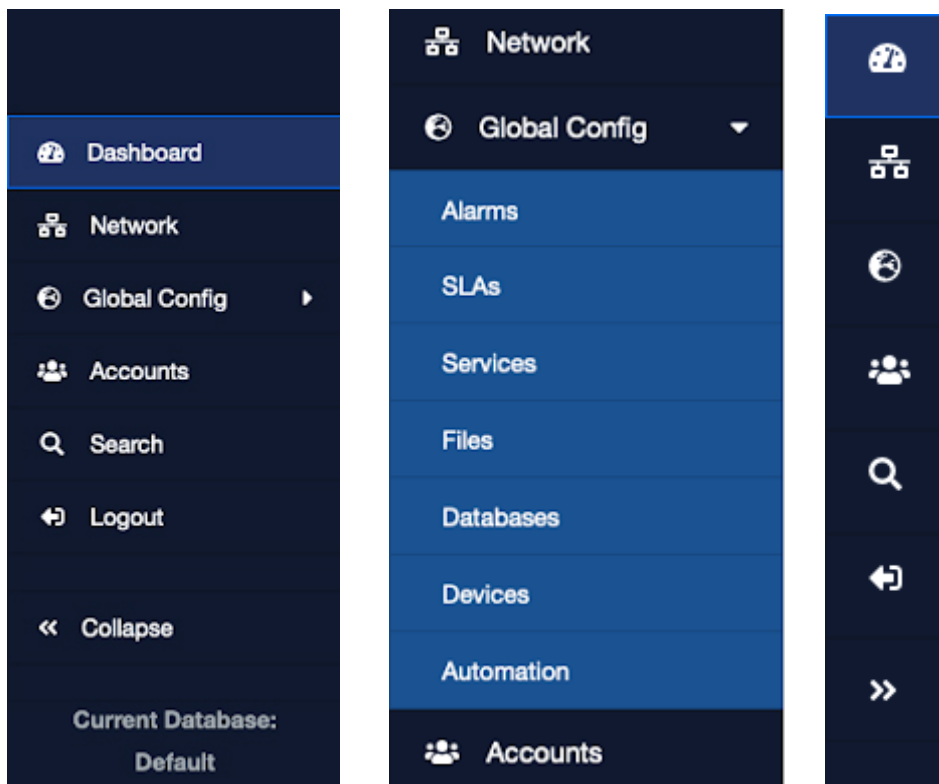 Dashboard
Network
Global Config
Accounts
Search
Logout
Collapse
Current Database:
Default
Network
Global Config
Alarms
SLAs
Services
Files
Databases
Devices
Automation
Accounts